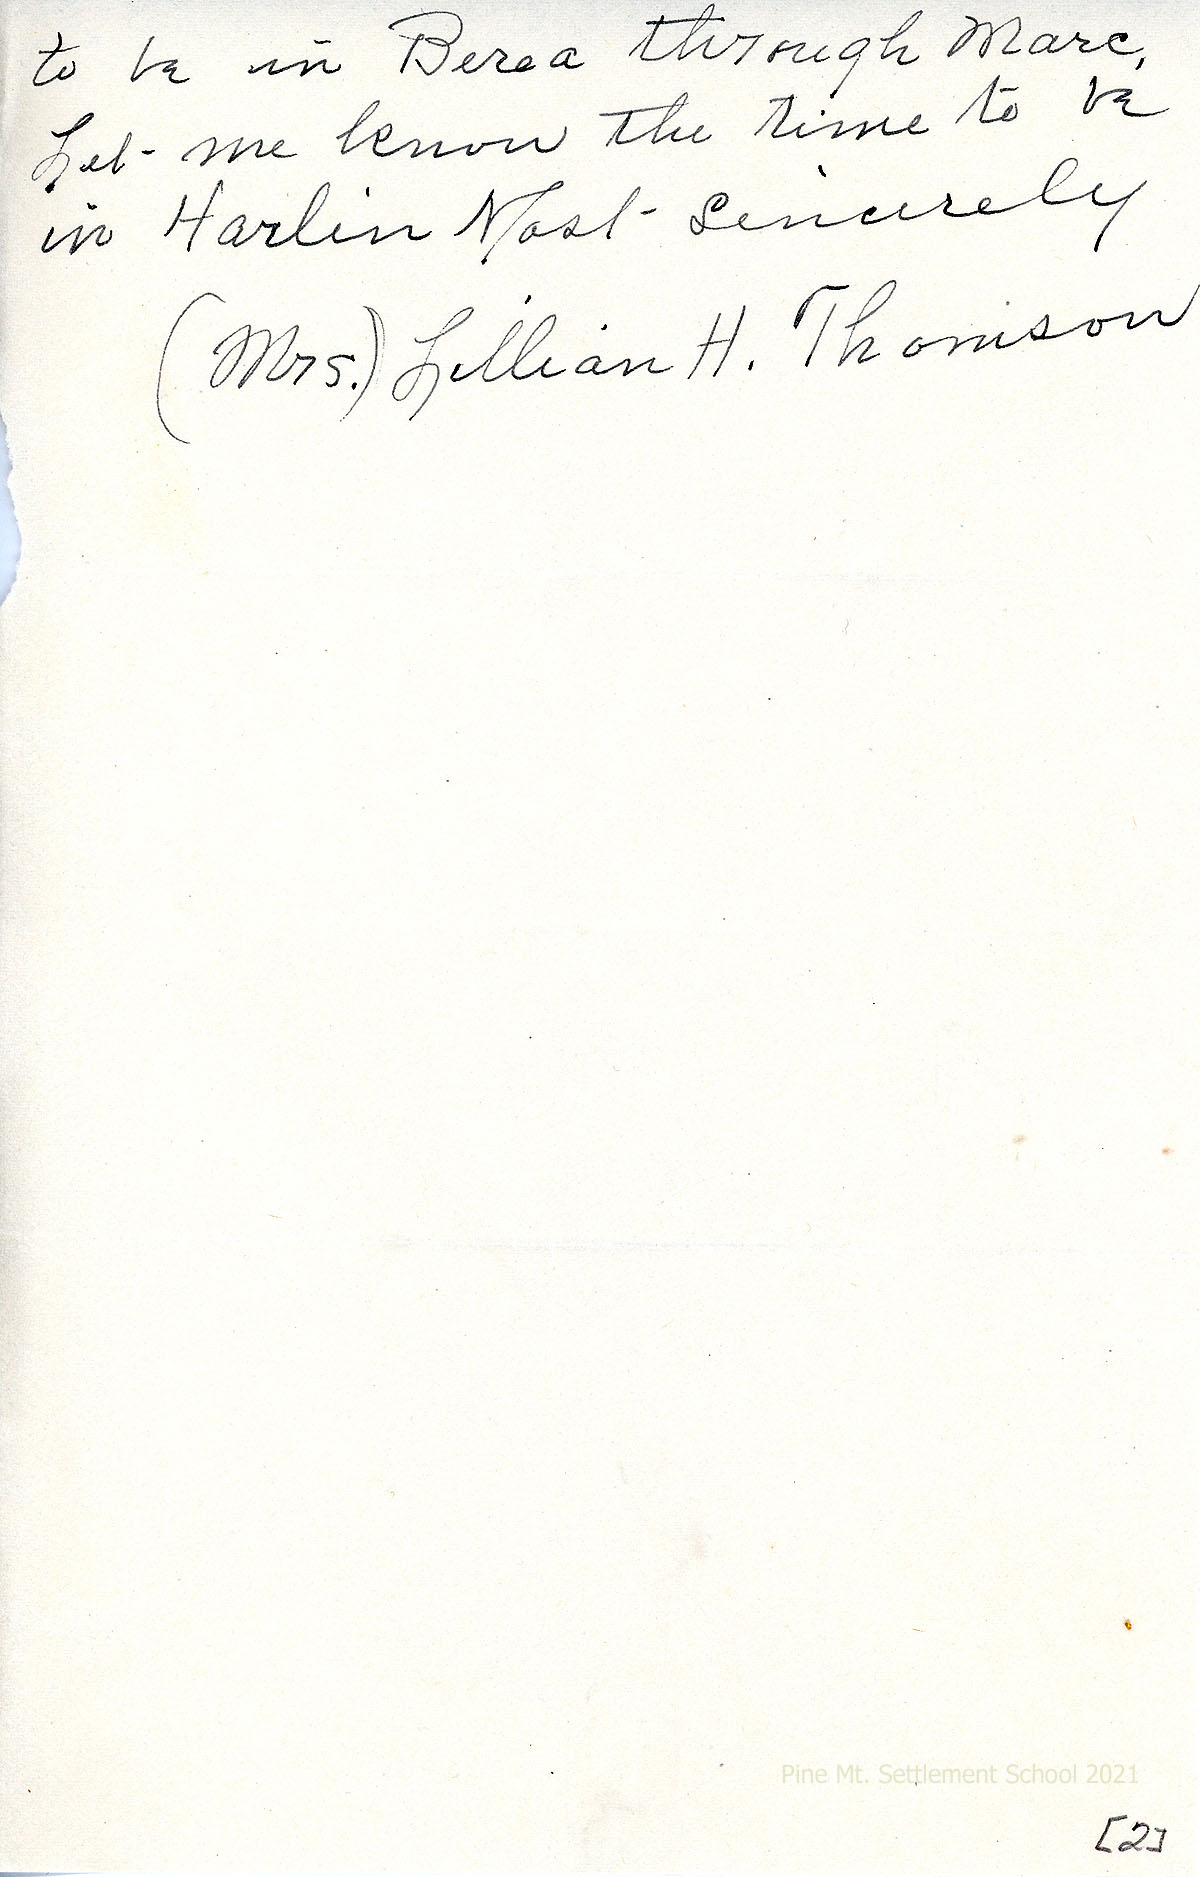 to be in Berea through Marc,
Let me know the time to be
in Harlin Most Sincerely
(Mrs.) Lillian H. Thomson
Pine Mt. Settlement School 2021
[2]